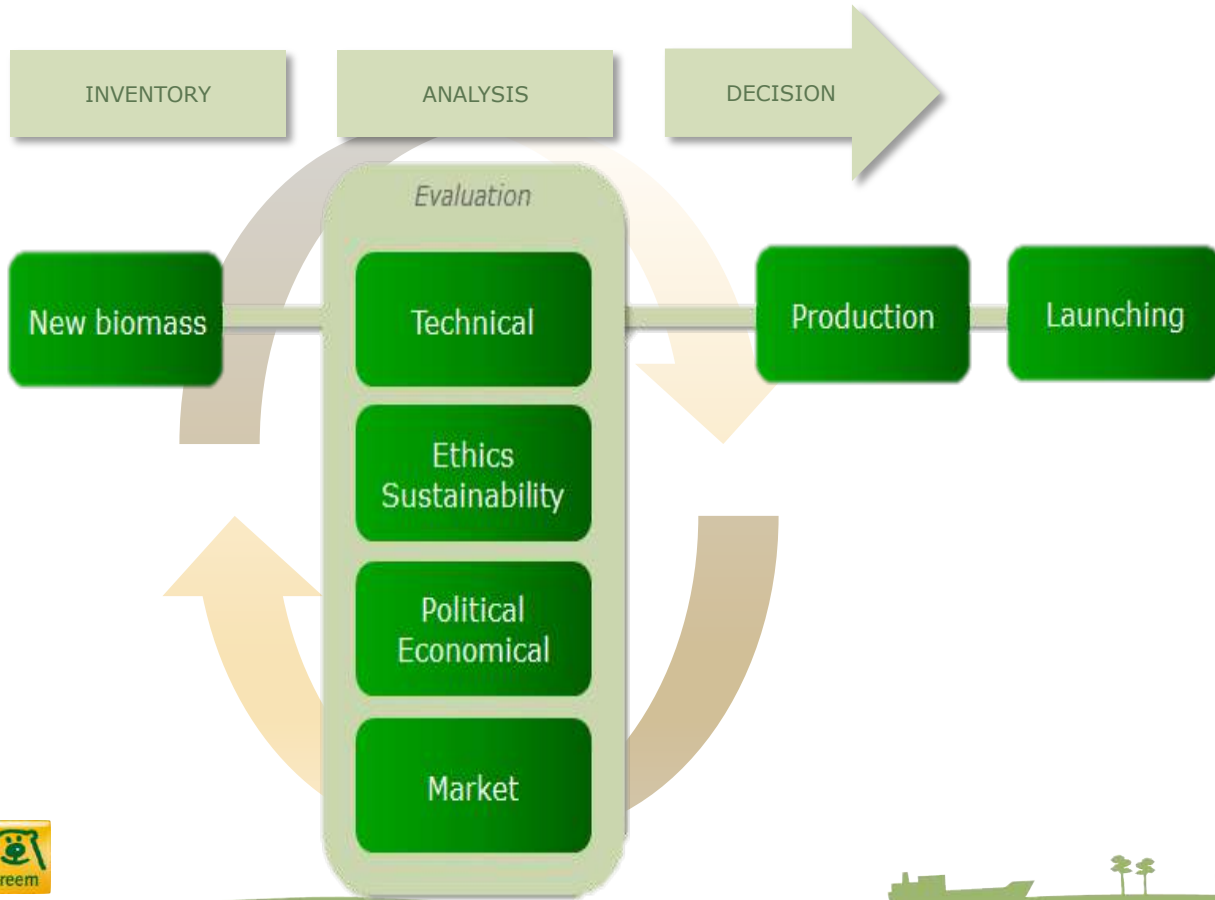 INVENTORY
ANALYSIS
DECISION
Evaluation
New biomass
Technical
Production
Launching
Ethics
Sustainability
Political
Economical
Market
reem